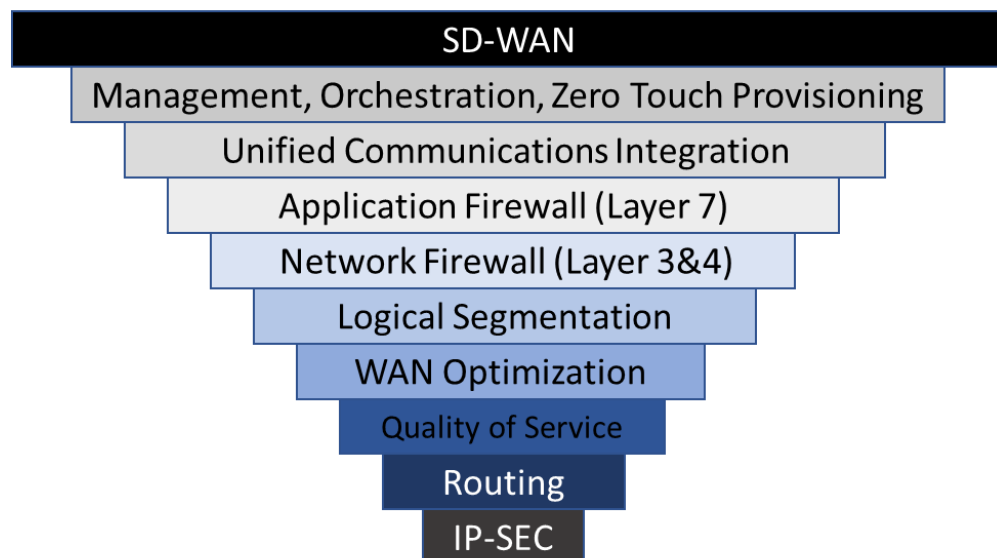 SD-WAN
Management, Orchestration, Zero Touch Provisioning
Unified Communications Integration
Application Firewall (Layer 7)
Network Firewall (Layer 3&4)
Logical Segmentation
WAN Optimization
Quality of Service
Routing
IP-SEC